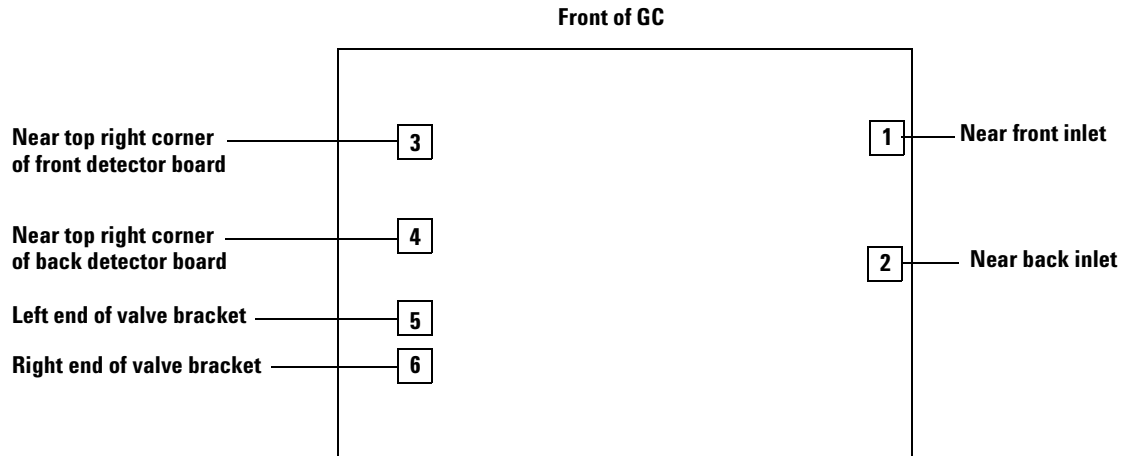 Front of GC
Near top right corner
of front detector board
3
1
Near front inlet
Near top right corner
of back detector board
4
2
Near back inlet
Left end of valve bracket
5
Right end of valve bracket
6